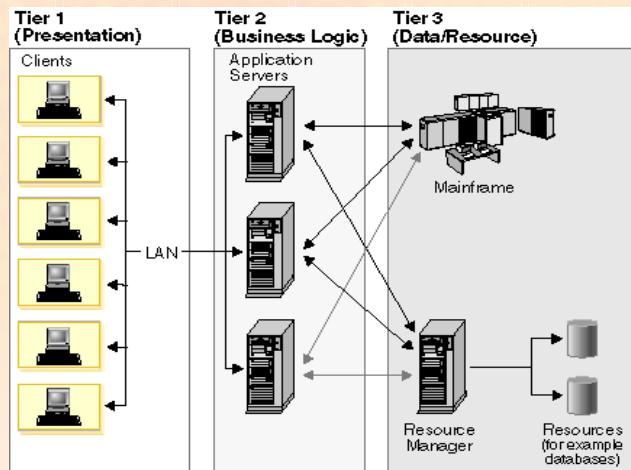 Tier 1
(Presentation)
Tier 2
(Business Logic)
Tier 3
(Data/Resource)
Clients
Application
Servers
Mainframe
LAN
Resource
Manager
Resources
(for example
databases)